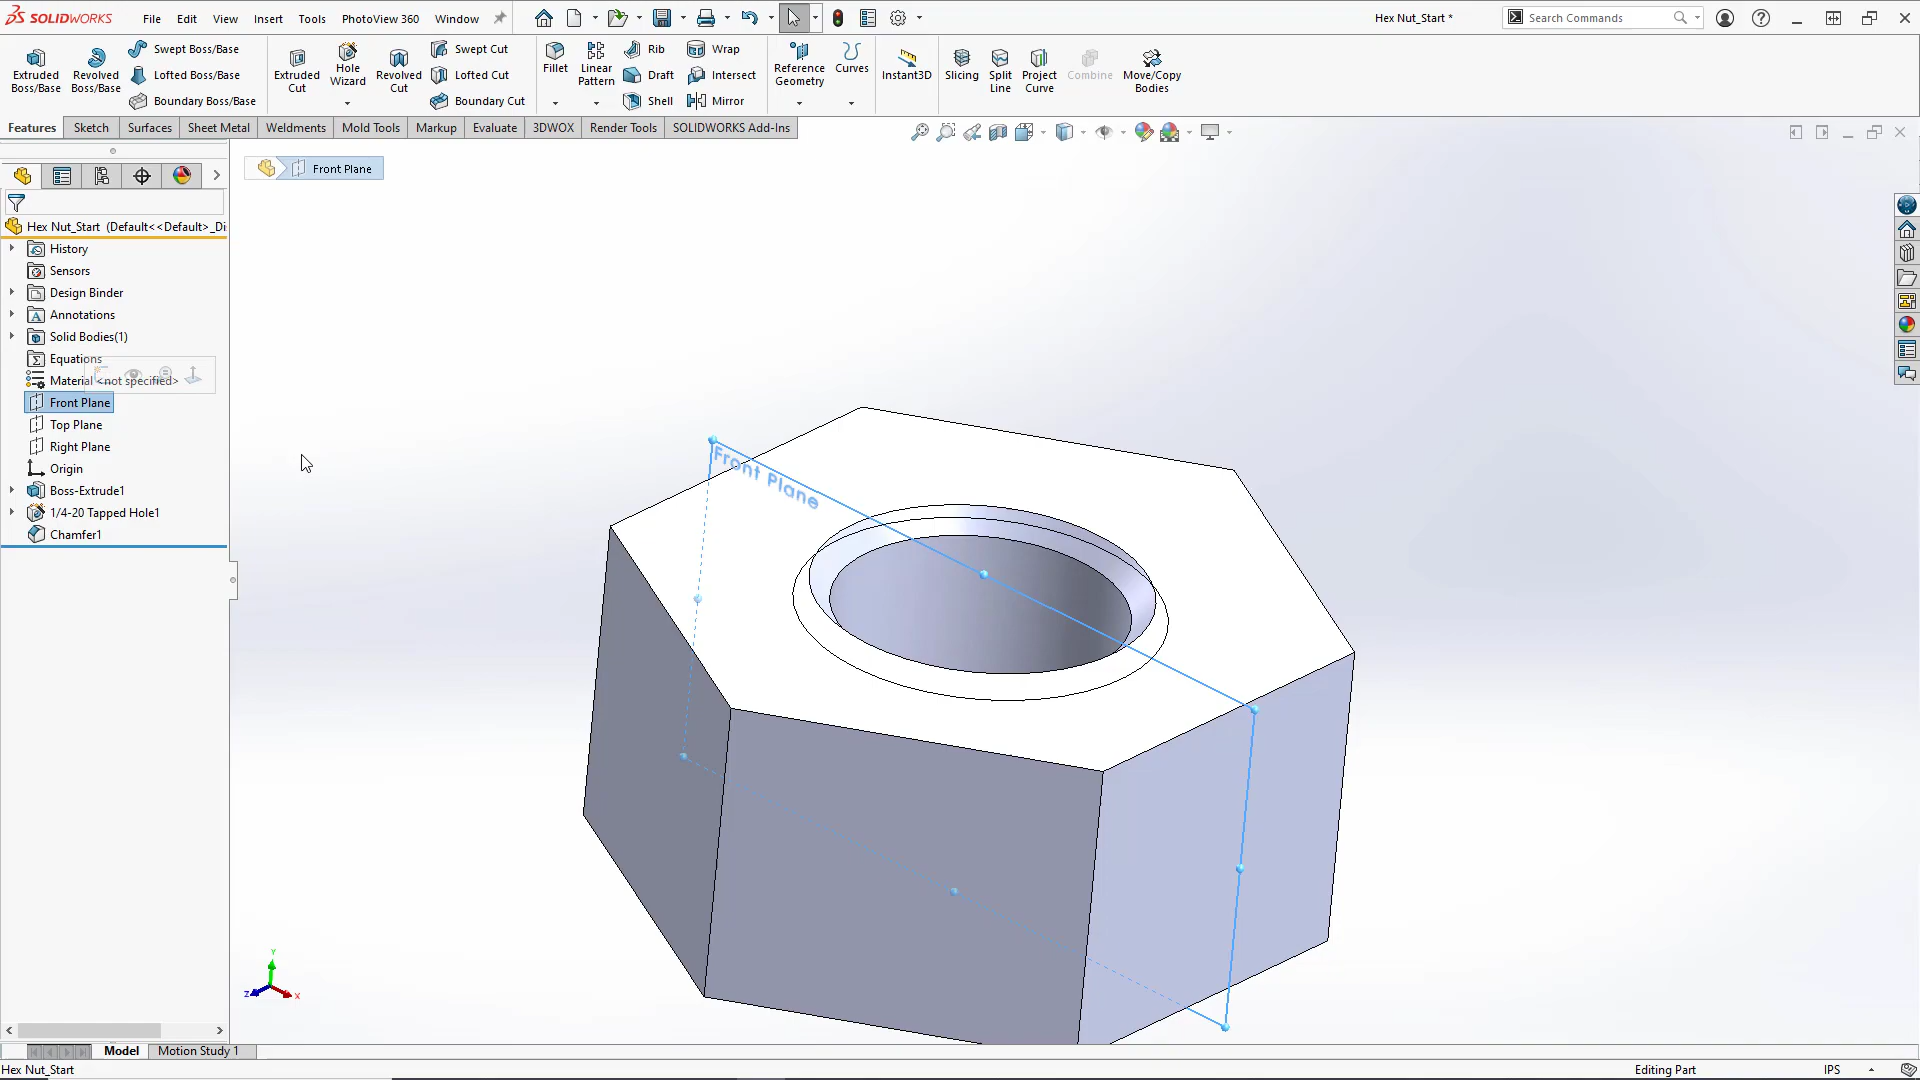 SOLIDWORKS
File
Edit
View
Insert
Tools
PhotoView 360
Window
Hex Nut_Start *
Search Commands
Extruded
Boss/Base
Revolved
Boss/Base
Swept Boss/Base
Lofted Boss/Base
Boundary Boss/Base
Extruded
Cut
Hole
Wizard
Revolved
Cut
Swept Cut
Lofted Cut
Boundary Cut
Fillet
Linear
Pattern
Rib
Draft
Shell
Wrap
Intersect
Mirror
Reference
Geometry
Curves
Instant3D
Slicing
Split
Line
Project
Curve
Combine
Move/Copy
Bodies
Features
Sketch
Surfaces
Sheet Metal
Weldments
Mold Tools
Markup
Evaluate
3DWOX
Render Tools
SOLIDWORKS Add-Ins
Front Plane
Hex Nut_Start (Default<<Default>_Di
History
Sensors
Design Binder
Annotations
Solid Bodies(1)
Equations
Material <not specified>
Front Plane
Top Plane
Right Plane
Origin
Boss-Extrude1
1/4-20 Tapped Hole1
Chamfer1
Front Plane
Y
Z
X
Model
Motion Study 1
Hex Nut_Start
Editing Part
IPS